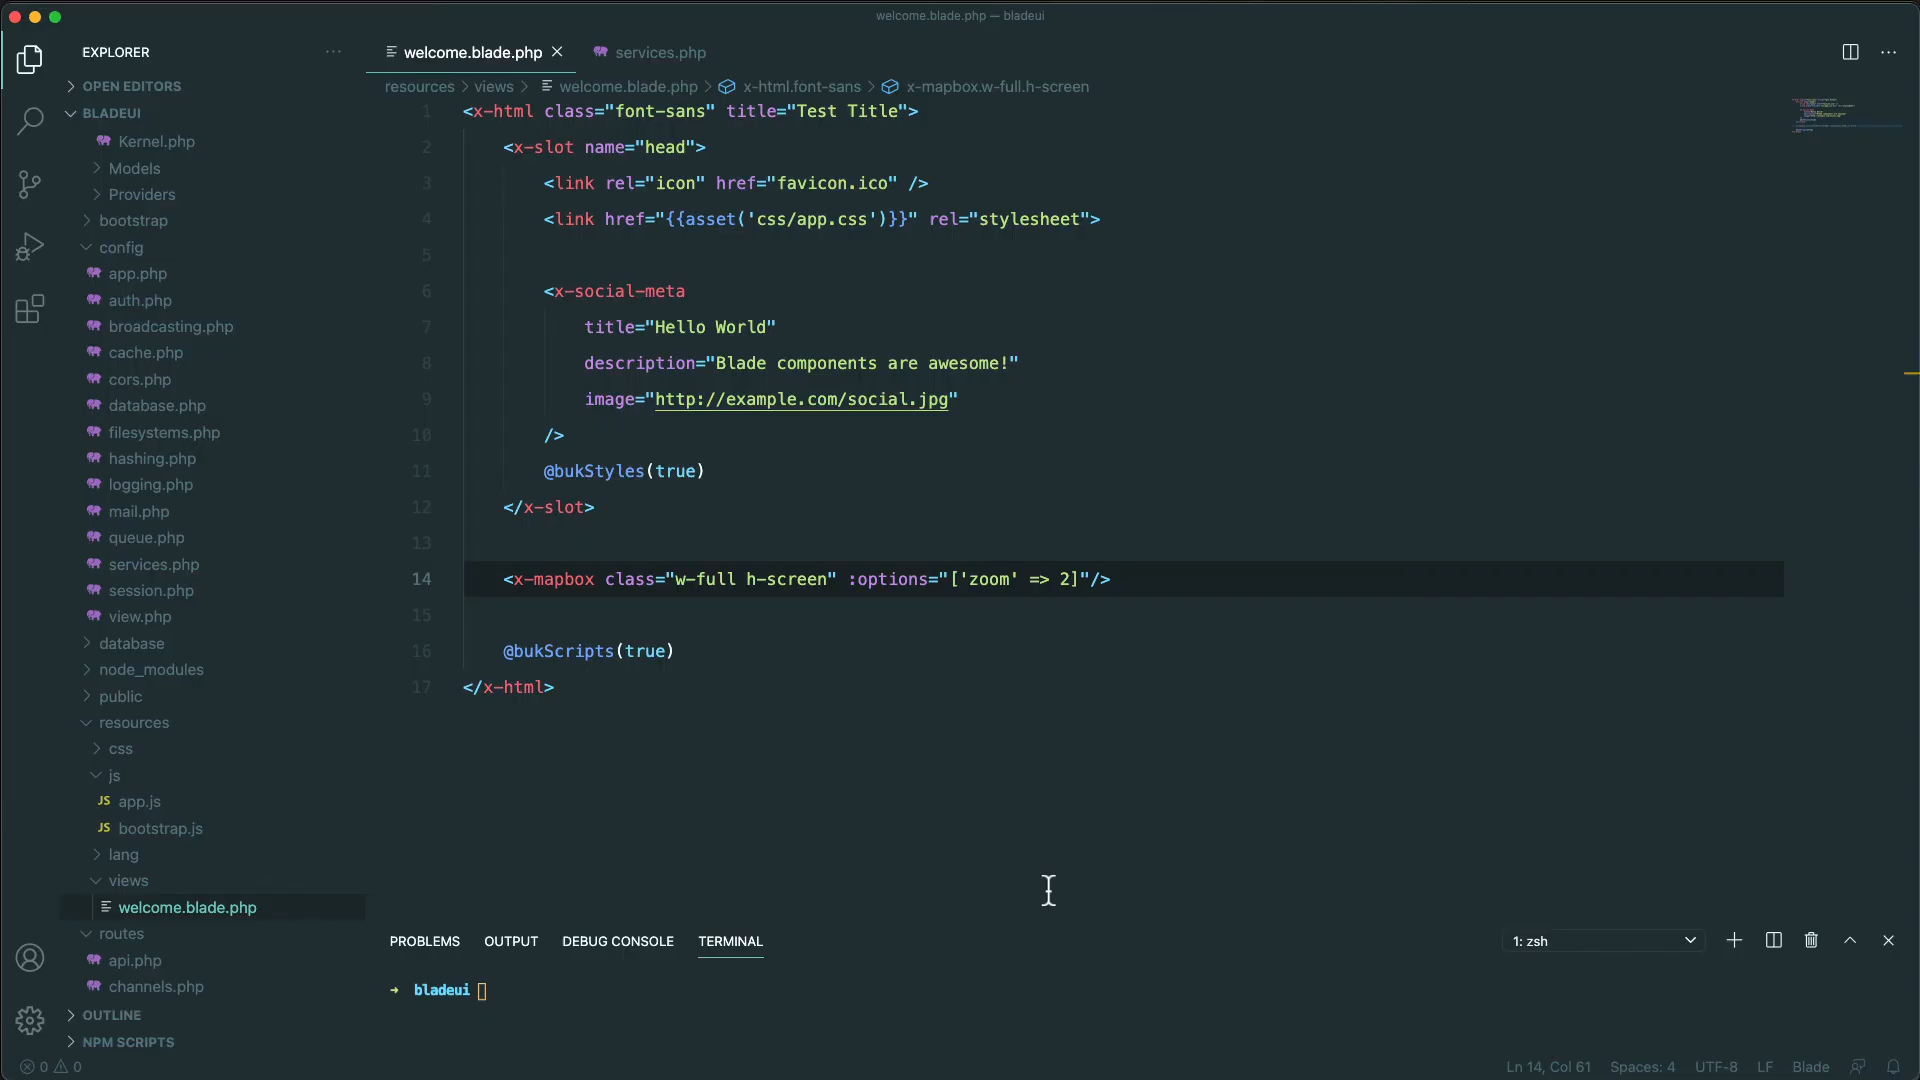 welcome.blade.php — bladeui
EXPLORER
welcome.blade.php
services.php
OPEN EDITORS
BLADEUI
Kernel.php
Models
Providers
bootstrap
config
app.php
auth.php
broadcasting.php
cache.php
cors.php
database.php
filesystems.php
hashing.php
logging.php
mail.php
queue.php
services.php
session.php
view.php
database
node_modules
public
resources
css
js
JS app.js
JS bootstrap.js
lang
views
welcome.blade.php
routes
api.php
channels.php
OUTLINE
NPM SCRIPTS
resources > views > welcome.blade.php > x-html.font-sans > x-mapbox.w-full.h-screen
1 <x-html class="font-sans" title="Test Title">
2 <x-slot name="head">
3 <link rel="icon" href="favicon.ico" />
4 <link href="{{asset('css/app.css')}}" rel="stylesheet">
5
6 <x-social-meta
7 title="Hello World"
8 description="Blade components are awesome!"
9 image="http://example.com/social.jpg"
10 />
11 @bukStyles(true)
12 </x-slot>
13
14 <x-mapbox class="w-full h-screen" :options="['zoom' => 2]"/>
15
16 @bukScripts(true)
17 </x-html>
PROBLEMS OUTPUT DEBUG CONSOLE TERMINAL
1: zsh
➜ bladeui
0 0
Ln 14, Col 61 Spaces: 4 UTF-8 LF Blade